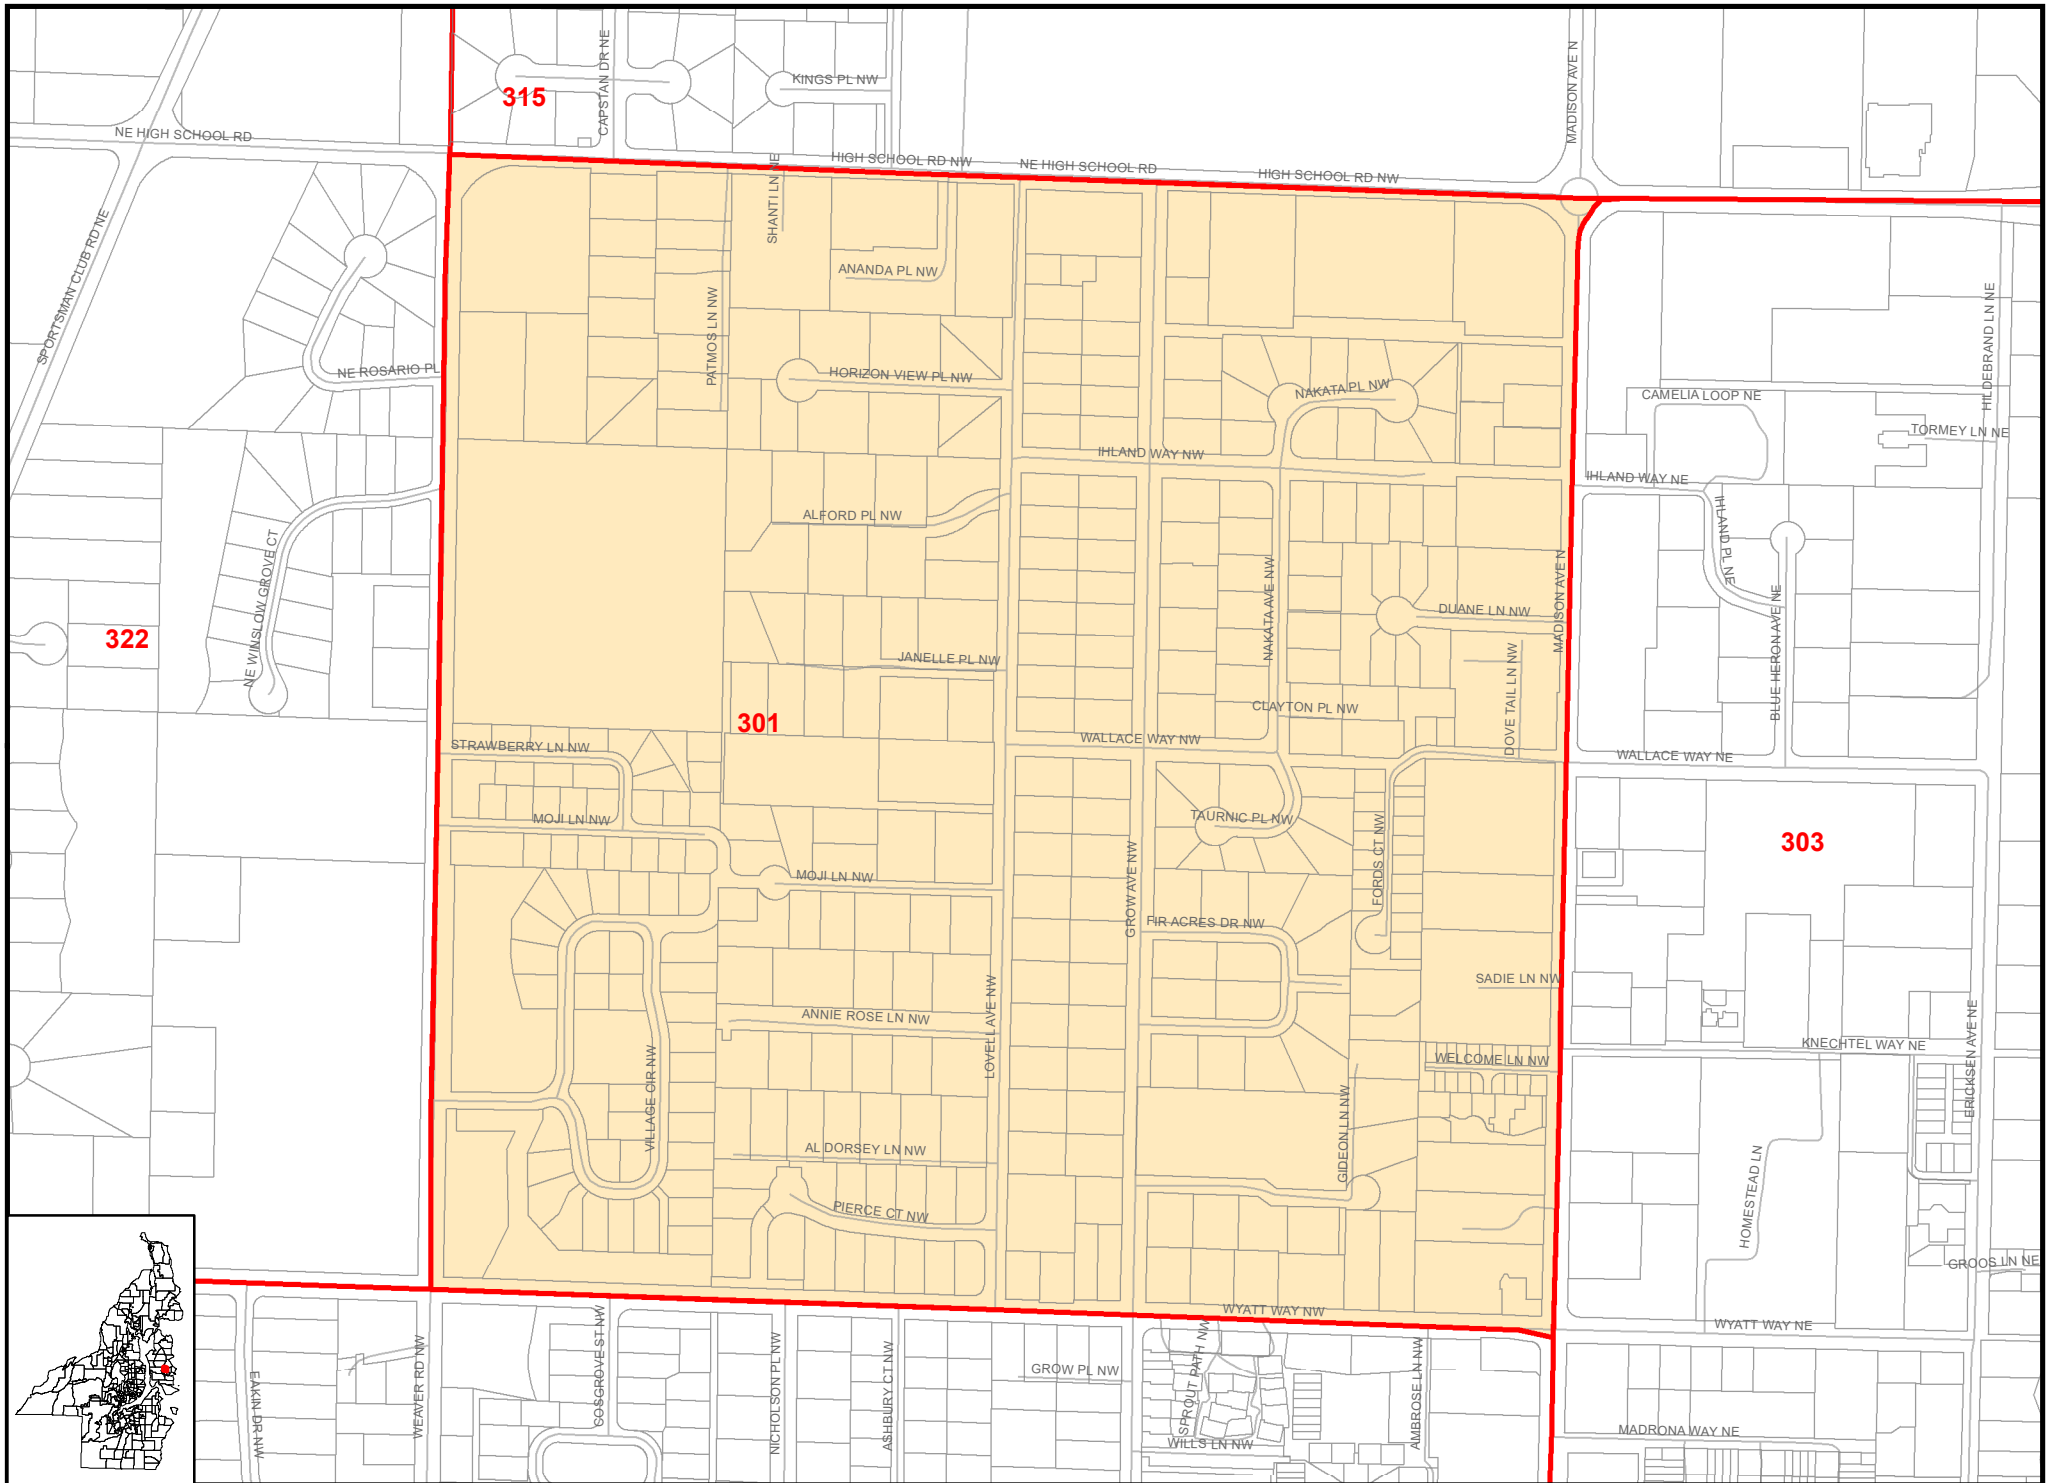 MADISON AVE N
CAPSTAN DR NE
KINGS PL NW
315
NE HIGH SCHOOL RD
HIGH SCHOOL RD NW
NE HIGH SCHOOL RD
HIGH SCHOOL RD NW
SHANTI LN NE
SPORTSMAN CLUB RD NE
ANANDA PL NW
PATMOS LN NW
HILDEBRAND LN NE
NE ROSARIO PL
HORIZON VIEW PL NW
NAKATA PL NW
CAMELIA LOOP NE
TORMEY LN NE
IHLAND WAY NW
IHLAND WAY NE
ALFORD PL NW
IHLAND PL NE
NE WINSLOW GROVE CT
NAKATA AVE NW
MADISON AVE N
DUANE LN NW
BLUE HERON AVE NE
322
JANELLE PL NW
DOVE TAIL LN NW
CLAYTON PL NW
301
STRAWBERRY LN NW
WALLACE WAY NW
WALLACE WAY NE
MOJI LN NW
TAURNIC PL NW
303
FORDS CT NW
MOJI LN NW
GROW AVE NW
FIR ACRES DR NW
SADIE LN NW
LOVELL AVE NW
ANNIE ROSE LN NW
KNECHTEL WAY NE
ERICKSEN AVE NE
WELCOME LN NW
VILLAGE CIR NW
GIDEON LN NW
AL DORSEY LN NW
HOMESTEAD LN
PIERCE CT NW
GROOS LN NE
WYATT WAY NW
WYATT WAY NE
EAKIN DR NW
WEAVER RD NW
COSGROVE ST NW
NICHOLSON PL NW
ASHBURY CT NW
GROW PL NW
SPROUT PATH NW
AMBROSE LN NW
WILLS LN NW
MADRONA WAY NE